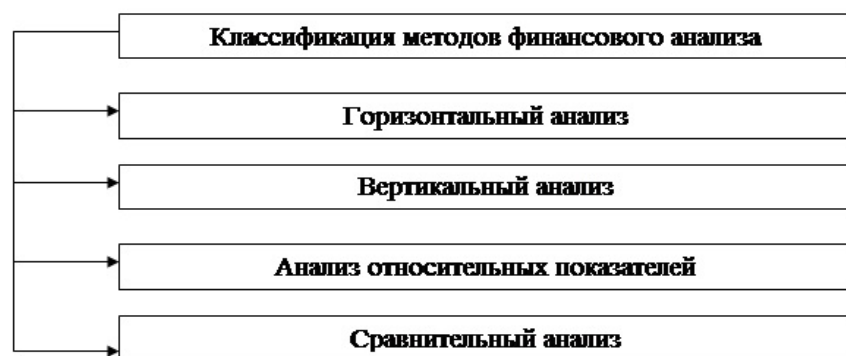 Классификация методов финансового анализа
Горизонтальный анализ
Вертикальный анализ
Анализ относительных показателей
Сравнительный анализ